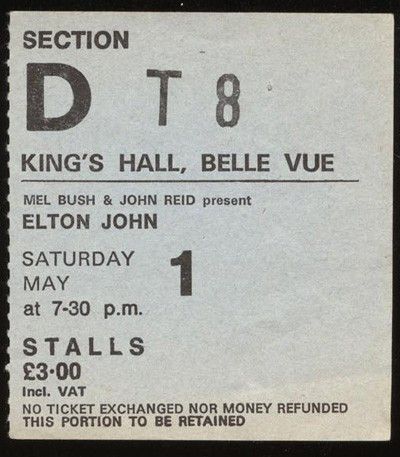 SECTION
D T 8
KING'S HALL, BELLE VUE
MEL BUSH & JOHN REID present
ELTON JOHN
SATURDAY
MAY 1
at 7-30 p.m.
STALLS
£3·00
Incl. VAT
NO TICKET EXCHANGED NOR MONEY REFUNDED
THIS PORTION TO BE RETAINED